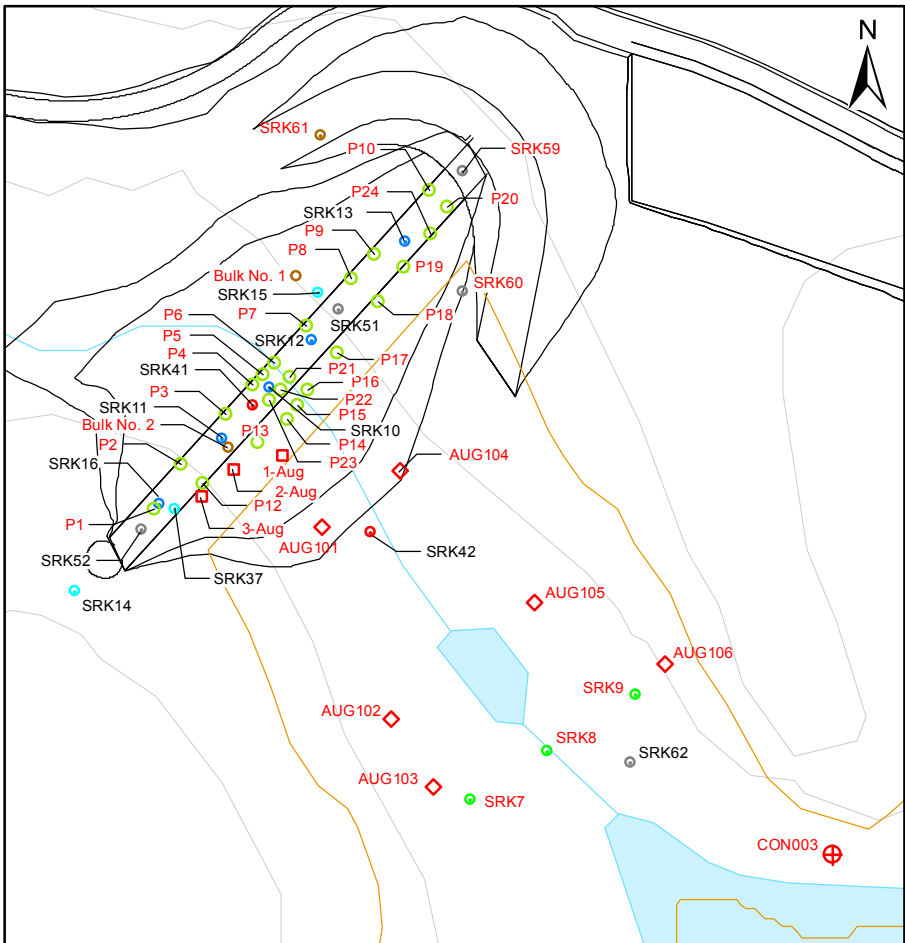 N
SRK61
P10
SRK59
P24
P20
SRK13
P9
P8
P19
Bulk No. 1
SRK60
SRK15
P6
P7
SRK51
P18
P5
SRK12
P4
P21
P17
SRK41
P16
P3
P22
SRK11
P15
Bulk No. 2
P13
SRK10
P2
P14
SRK16
P23
1-Aug
AUG104
2-Aug
P12
P1
3-Aug
AUG101
SRK42
SRK52
SRK37
SRK14
AUG105
AUG106
SRK9
AUG102
SRK8
SRK62
AUG103
SRK7
CON003